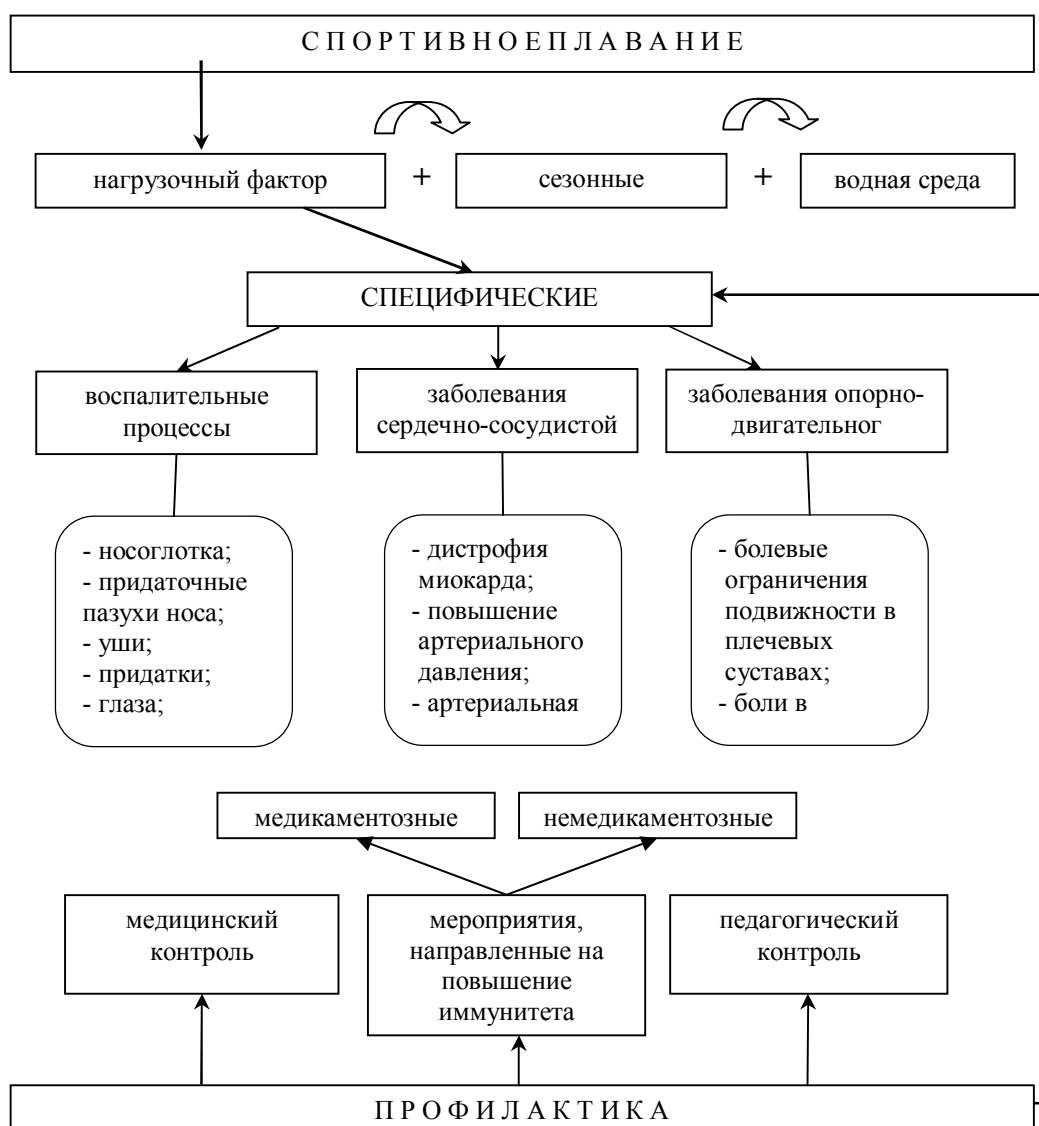 С П О Р Т И В Н О Е П Л А В А Н И Е
нагрузочный фактор + сезонные + водная среда
СПЕЦИФИЧЕСКИЕ
воспалительные
процессы
заболевания
сердечно-сосудистой
заболевания опорно-
двигательног
- носоглотка;
- придаточные
пазухи носа;
- уши;
- придатки;
- глаза;
- дистрофия
миокарда;
- повышение
артериального
давления;
- артериальная
- болевые
ограничения
подвижности в
плечевых
суставах;
- боли в
медикаментозные
немедикаментозные
медицинский
контроль
мероприятия,
направленные на
повышение
иммунитета
педагогический
контроль
П Р О Ф И Л А К Т И К А